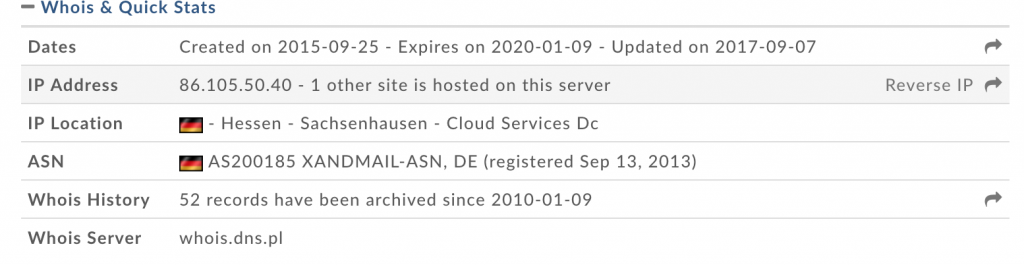 Whois & Quick Stats
Dates Created on 2015-09-25 - Expires on 2020-01-09 - Updated on 2017-09-07
IP Address 86.105.50.40 - 1 other site is hosted on this server Reverse IP
IP Location - Hessen - Sachsenhausen - Cloud Services Dc
ASN AS200185 XANDMAIL-ASN, DE (registered Sep 13, 2013)
Whois History 52 records have been archived since 2010-01-09
Whois Server whois.dns.pl